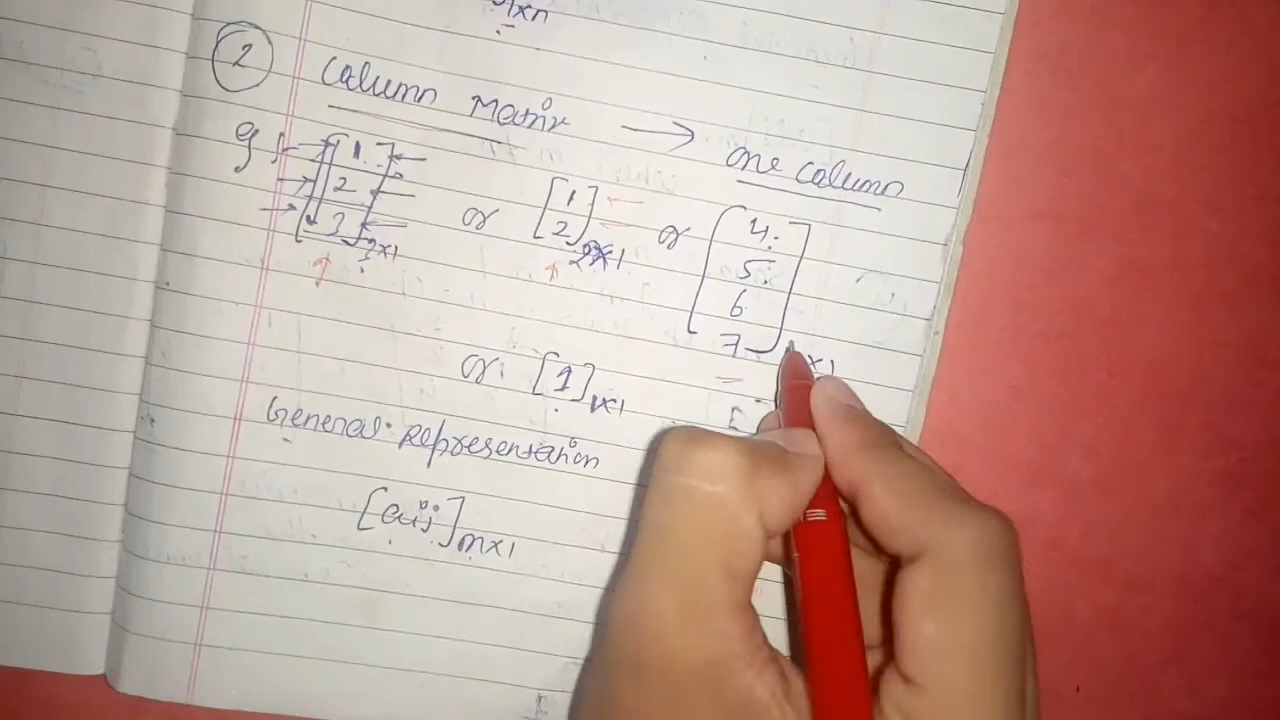 1xn
2 Column Matrix → one column
eg [1 2 3]3x1 or [1 2]2x1 or [4 5 6 7] x1
or [1]1x1
General Representation
[aij]mx1